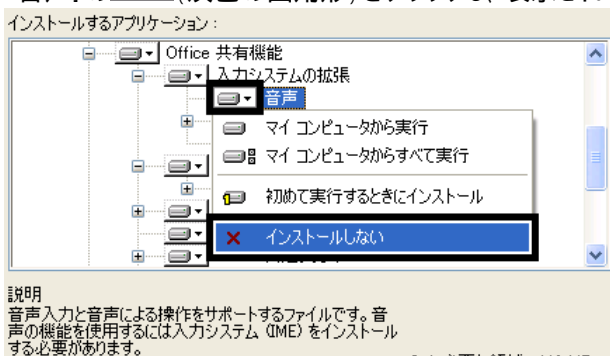 インストールするアプリケーション:
Office 共有機能
入力システムの拡張
音声
マイ コンピュータから実行
マイ コンピュータからすべて実行
初めて実行するときにインストール
インストールしない
説明
音声入力と音声による操作をサポートするファイルです。音
声の機能を使用するには入力システム (IME) をインストール
する必要があります。